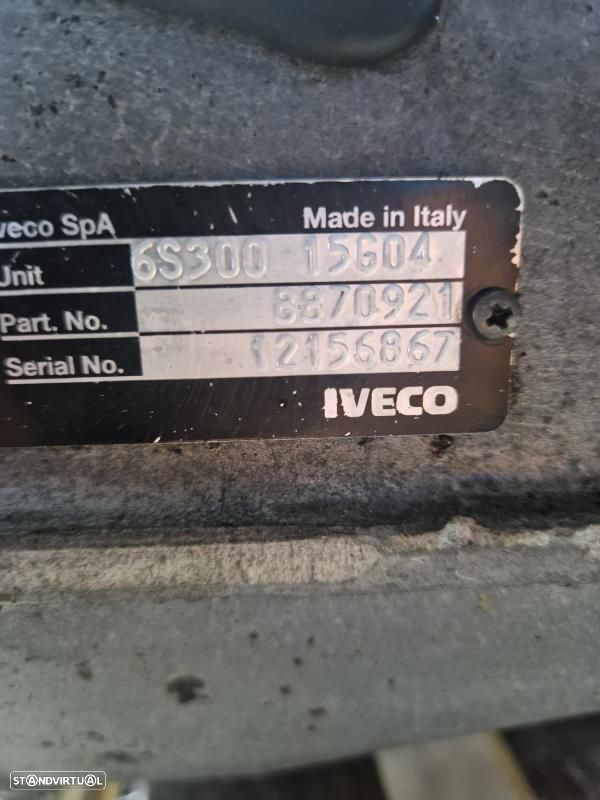 veco SpA Made in Italy
Unit 6S300 15G04
Part. No. 8870921
Serial No. 12156867
IVECO
STANDVIRTUAL